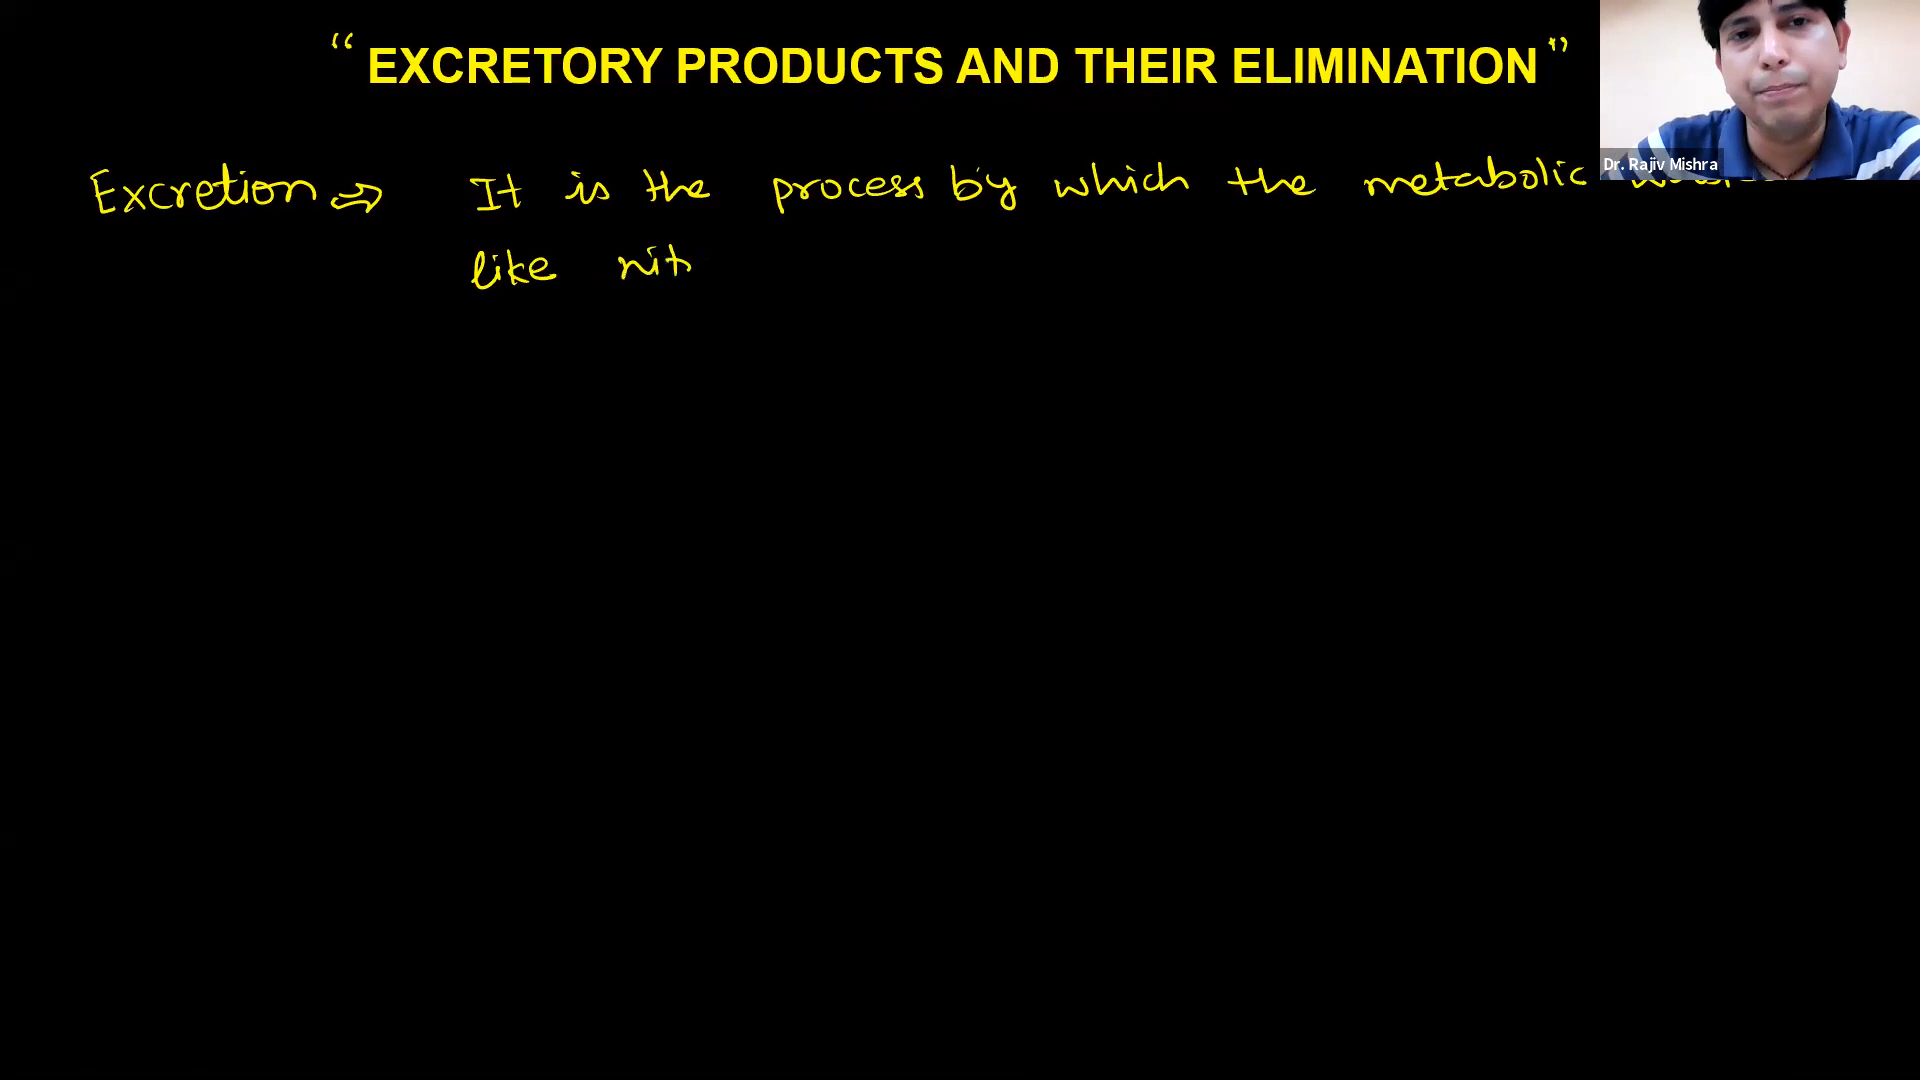 “ EXCRETORY PRODUCTS AND THEIR ELIMINATION ”
Dr. Rajiv Mishra
Excretion ⇒ It is the process by which the metabolic
like nit